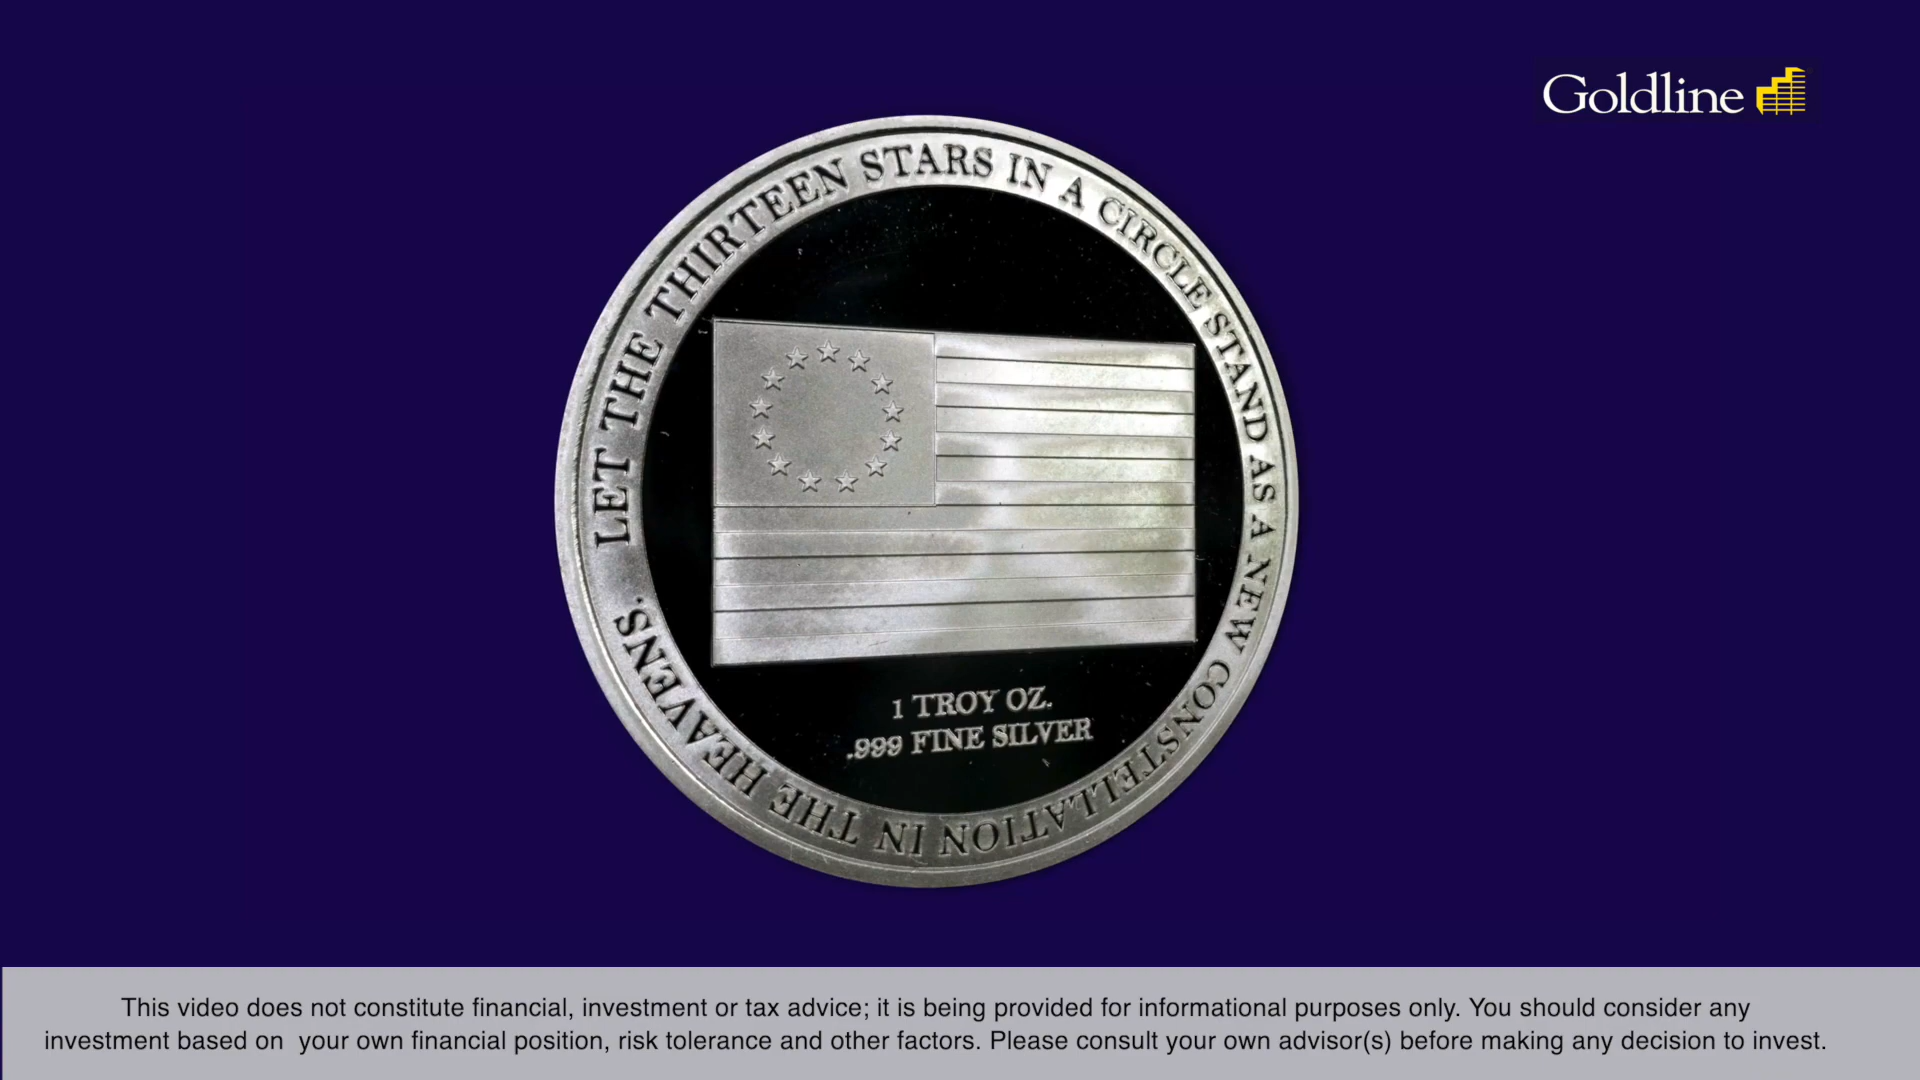 Goldline
LET THE THIRTEEN STARS IN A CIRCLE STAND AS A NEW CONSTELLATION IN THE HEAVENS.
1 TROY OZ.
.999 FINE SILVER
This video does not constitute financial, investment or tax advice; it is being provided for informational purposes only. You should consider any
investment based on  your own financial position, risk tolerance and other factors. Please consult your own advisor(s) before making any decision to invest.